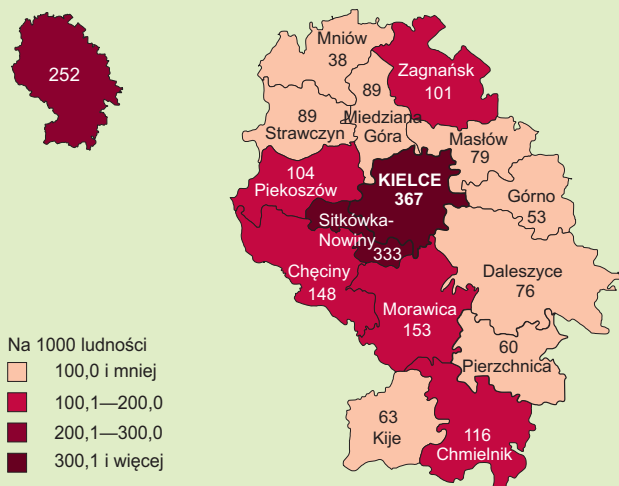 252
Mniów
38
Zagnańsk
101
89
Miedziana
Góra
89
Strawczyn
Masłów
79
104
Piekoszów
KIELCE
367
Górno
53
Sitkówka-
Nowiny
333
Chęciny
148
Daleszyce
76
Morawica
153
60
Pierzchnica
63
Kije
116
Chmielnik
Na 1000 ludności
100,0 i mniej
100,1—200,0
200,1—300,0
300,1 i więcej